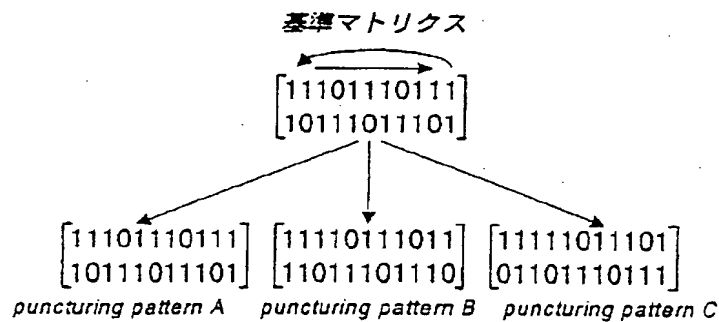 基準マトリクス
11101110111
10111011101
11101110111 11110111011 11111011101
10111011101 11011101110 01101110111
puncturing pattern A puncturing pattern B puncturing pattern C